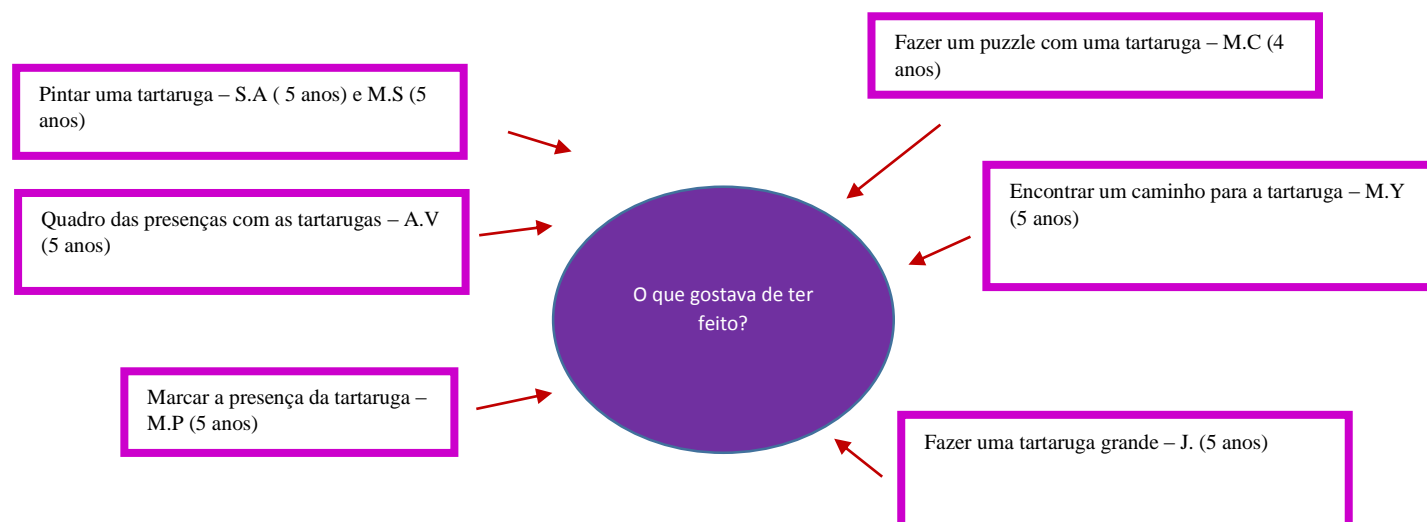 Pintar uma tartaruga – S.A ( 5 anos) e M.S (5
anos)
Quadro das presenças com as tartarugas – A.V
(5 anos)
Marcar a presença da tartaruga –
M.P (5 anos)
O que gostava de ter
feito?
Fazer um puzzle com uma tartaruga – M.C (4
anos)
Encontrar um caminho para a tartaruga – M.Y
(5 anos)
Fazer uma tartaruga grande – J. (5 anos)